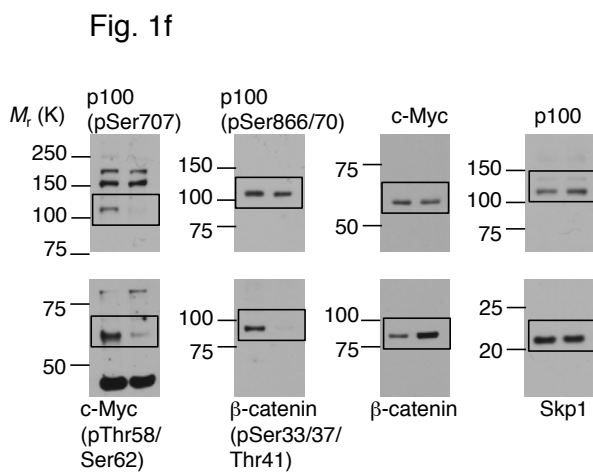 Fig. 1f
p100
(pSer707)
p100
(pSer866/70)
c-Myc
p100
Mr (K)
250
150
100
75
150
100
75
75
50
150
100
75
75
50
100
75
100
75
25
20
c-Myc
(pThr58/
Ser62)
β-catenin
(pSer33/37/
Thr41)
β-catenin
Skp1